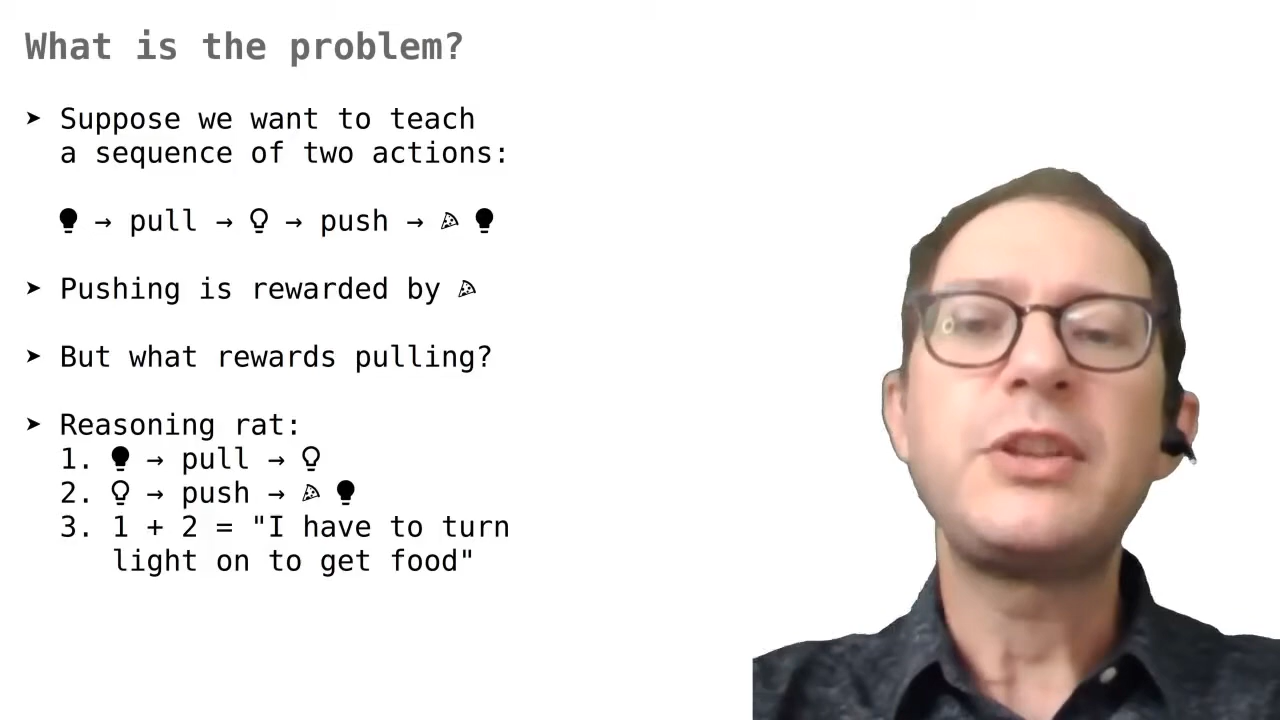 What is the problem?
➤ Suppose we want to teach
a sequence of two actions:
→ pull → → push →
➤ Pushing is rewarded by
➤ But what rewards pulling?
➤ Reasoning rat:
1. → pull →
2. → push →
3. 1 + 2 = "I have to turn
light on to get food"